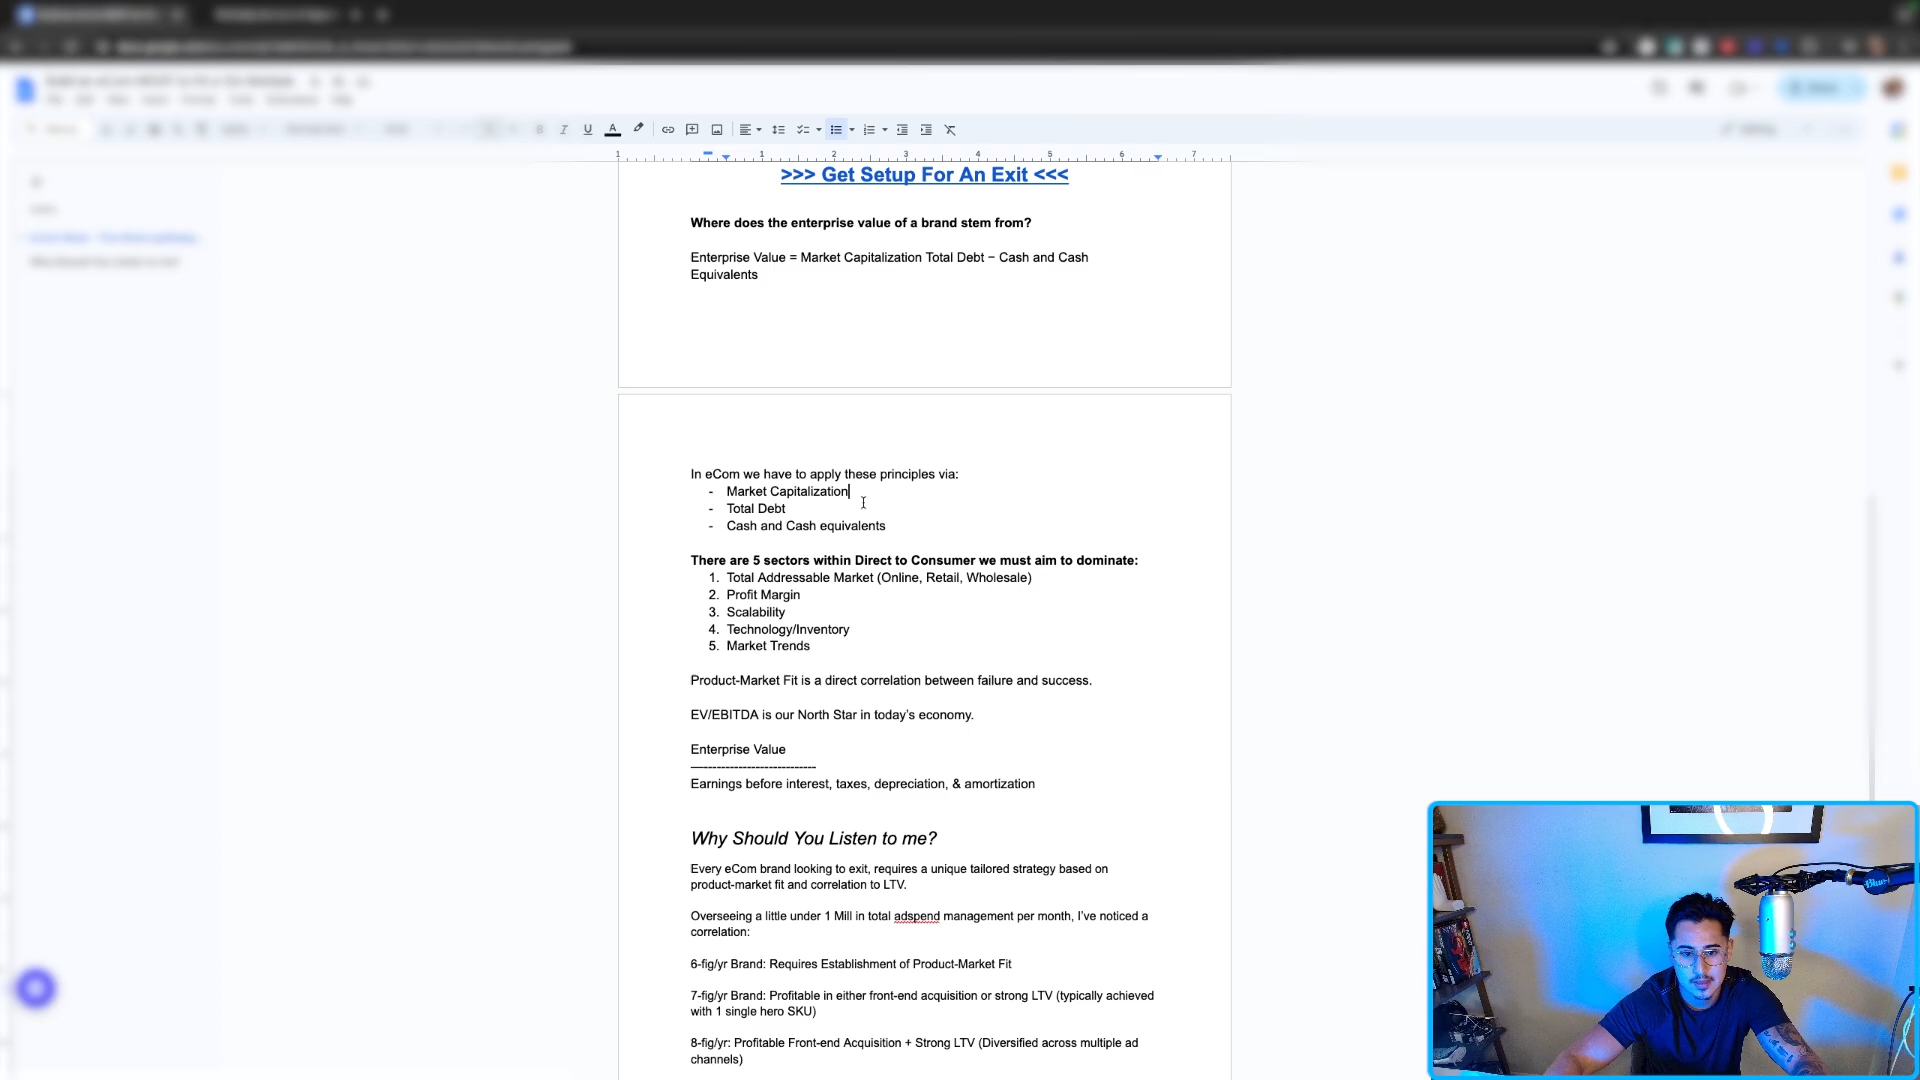 >>> Get Setup For An Exit <<<
Where does the enterprise value of a brand stem from?
Enterprise Value = Market Capitalization Total Debt − Cash and Cash
Equivalents
In eCom we have to apply these principles via:
- Market Capitalization
- Total Debt
- Cash and Cash equivalents
There are 5 sectors within Direct to Consumer we must aim to dominate:
1. Total Addressable Market (Online, Retail, Wholesale)
2. Profit Margin
3. Scalability
4. Technology/Inventory
5. Market Trends
Product-Market Fit is a direct correlation between failure and success.
EV/EBITDA is our North Star in today's economy.
Enterprise Value
—--------------------------
Earnings before interest, taxes, depreciation, & amortization
Why Should You Listen to me?
Every eCom brand looking to exit, requires a unique tailored strategy based on
product-market fit and correlation to LTV.
Overseeing a little under 1 Mill in total adspend management per month, I've noticed a
correlation:
6-fig/yr Brand: Requires Establishment of Product-Market Fit
7-fig/yr Brand: Profitable in either front-end acquisition or strong LTV (typically achieved
with 1 single hero SKU)
8-fig/yr: Profitable Front-end Acquisition + Strong LTV (Diversified across multiple ad
channels)
1 1 2 3 4 5 6 7
Blue